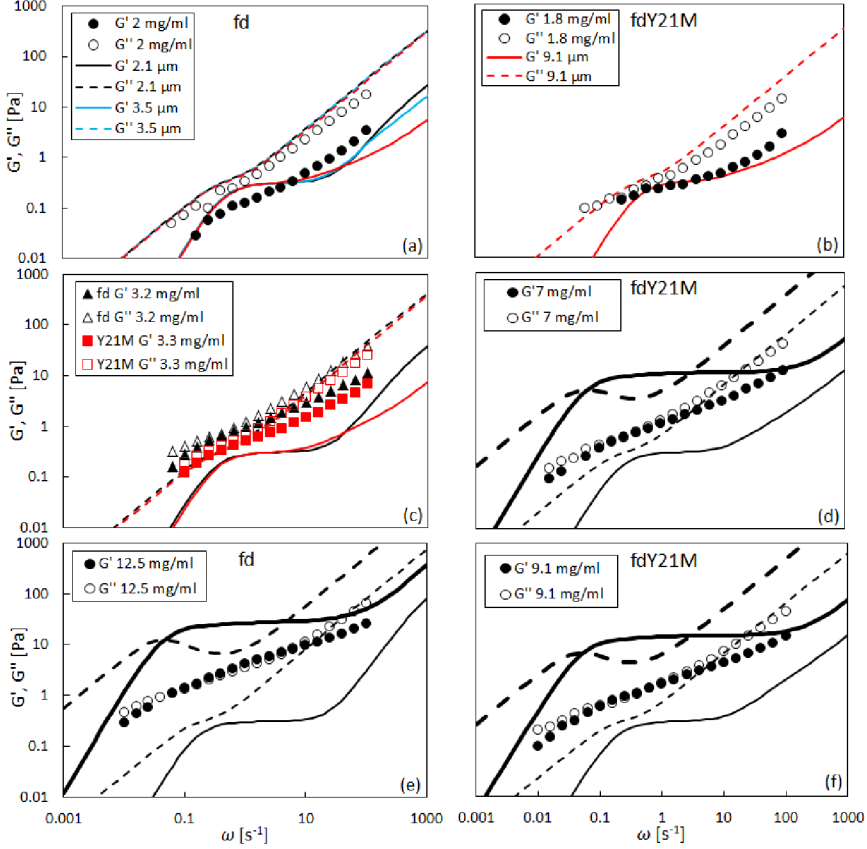 fd
fdY21M
1000
100
10
1
0.1
0.01
G', G'' [Pa]
G' 2 mg/ml
G'' 2 mg/ml
G' 2.1 µm
G'' 2.1 µm
G' 3.5 µm
G'' 3.5 µm
(a)
G' 1.8 mg/ml
G'' 1.8 mg/ml
G' 9.1 µm
G'' 9.1 µm
(b)
fdY21M
1000
100
10
1
0.1
0.01
G', G'' [Pa]
fd G' 3.2 mg/ml
fd G'' 3.2 mg/ml
Y21M G' 3.3 mg/ml
Y21M G'' 3.3 mg/ml
(c)
G'7 mg/ml
G'' 7 mg/ml
(d)
fd
fdY21M
1000
100
10
1
0.1
0.01
G', G'' [Pa]
G' 12.5 mg/ml
G'' 12.5 mg/ml
(e)
G' 9.1 mg/ml
G'' 9.1 mg/ml
(f)
0.001 0.1 10 1000
ω [s⁻¹]
0.001 0.01 0.1 1 10 100 1000
ω [s⁻¹]